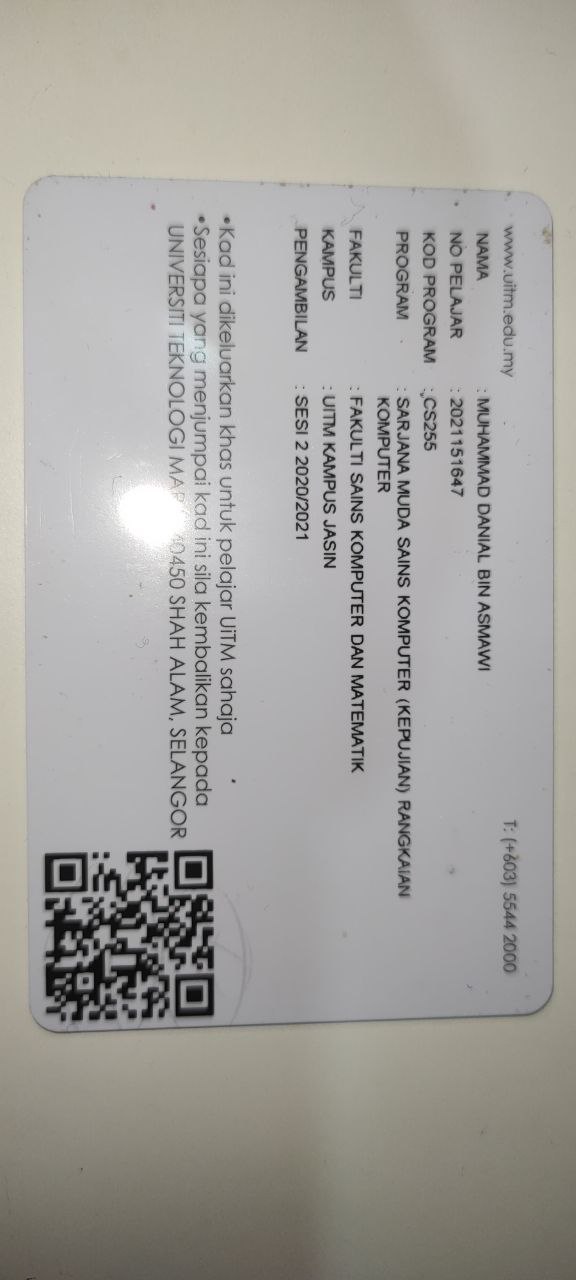 www.uitm.edu.my T: (+603) 5544 2000
NAMA : MUHAMMAD DANIAL BIN ASMAWI
NO PELAJAR : 2021151647
KOD PROGRAM : CS255
PROGRAM : SARJANA MUDA SAINS KOMPUTER (KEPUJIAN) RANGKAIAN
KOMPUTER
FAKULTI : FAKULTI SAINS KOMPUTER DAN MATEMATIK
KAMPUS : UITM KAMPUS JASIN
PENGAMBILAN : SESI 2 2020/2021
•Kad ini dikeluarkan khas untuk pelajar UiTM sahaja
•Sesiapa yang menjumpai kad ini sila kembalikan kepada
UNIVERSITI TEKNOLOGI SHAH ALAM, SELANGOR